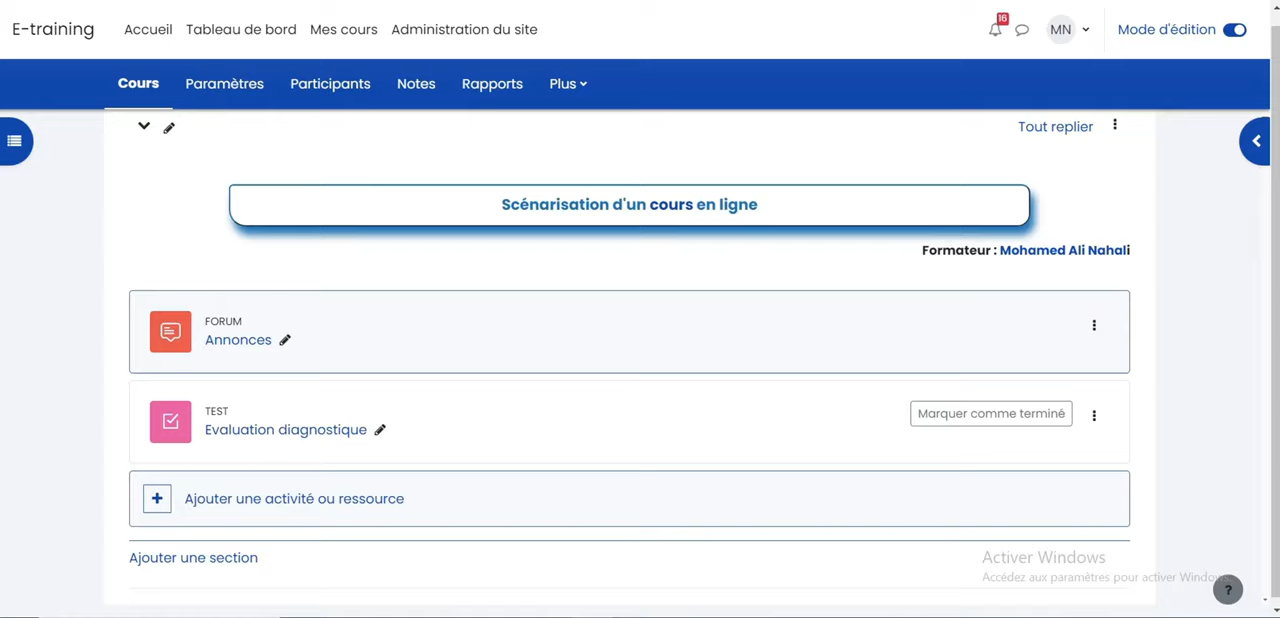 E-training Accueil Tableau de bord Mes cours Administration du site 16 MN Mode d'édition
Cours Paramètres Participants Notes Rapports Plus
Tout replier
Scénarisation d'un cours en ligne
Formateur : Mohamed Ali Nahali
FORUM
Annonces
TEST
Evaluation diagnostique
Marquer comme terminé
+ Ajouter une activité ou ressource
Ajouter une section
Activer Windows
Accédez aux paramètres pour activer Windows.
?